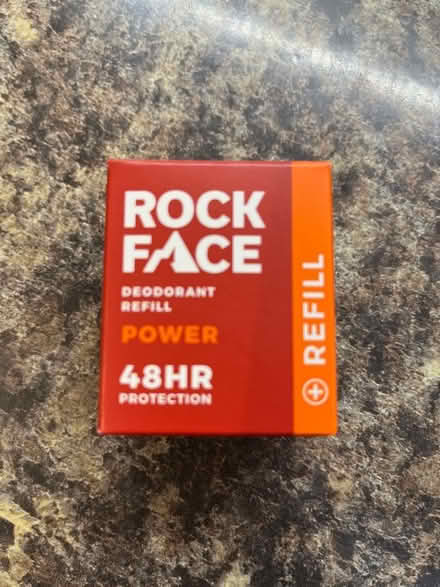 ROCK
FACE
DEODORANT
REFILL
POWER
48HR
PROTECTION
REFILL